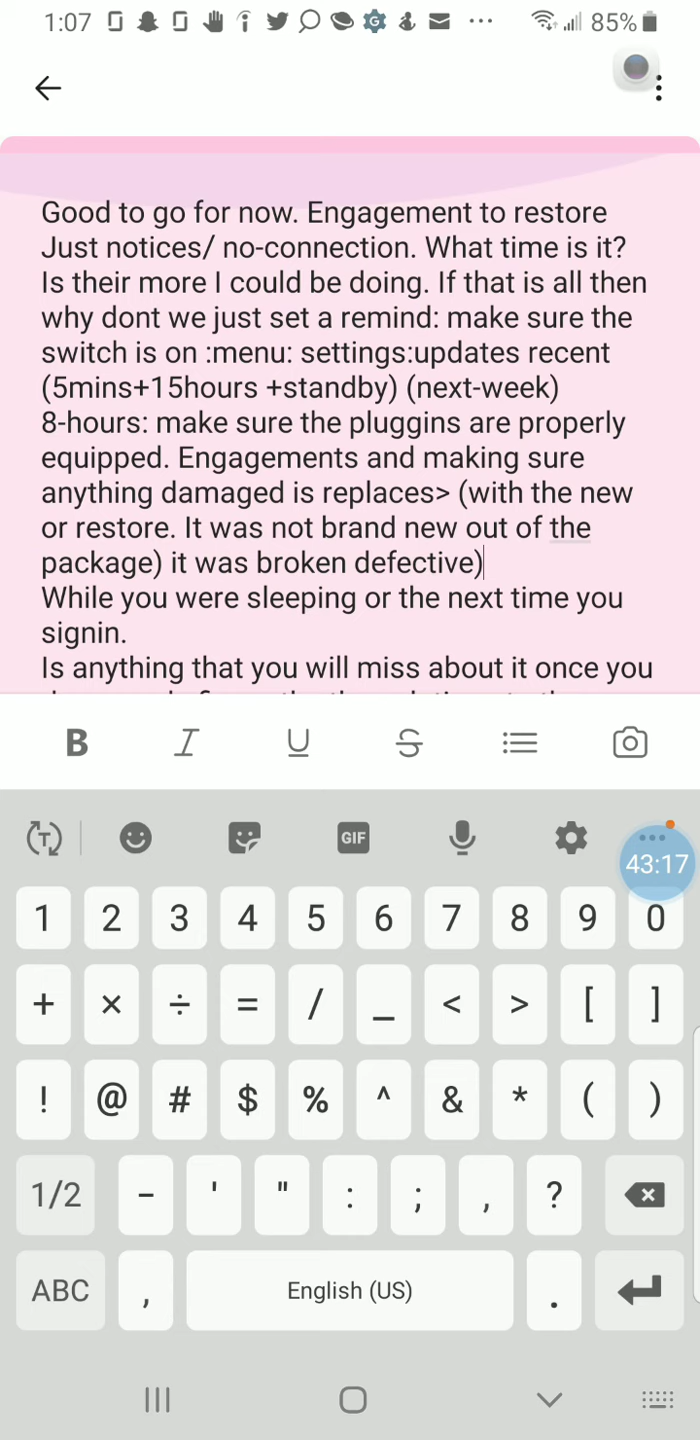 1:07
85%
Good to go for now. Engagement to restore
Just notices/ no-connection. What time is it?
Is their more I could be doing. If that is all then
why dont we just set a remind: make sure the
switch is on :menu: settings:updates recent
(5mins+15hours +standby) (next-week)
8-hours: make sure the pluggins are properly
equipped. Engagements and making sure
anything damaged is replaces> (with the new
or restore. It was not brand new out of the
package) it was broken defective)
While you were sleeping or the next time you
signin.
Is anything that you will miss about it once you
B I U S
T GIF
43:17
1 2 3 4 5 6 7 8 9 0
+ × ÷ = / _ < > [ ]
! @ # $ % ^ & * ( )
1/2 - ' " : ; , ?
ABC , English (US) .